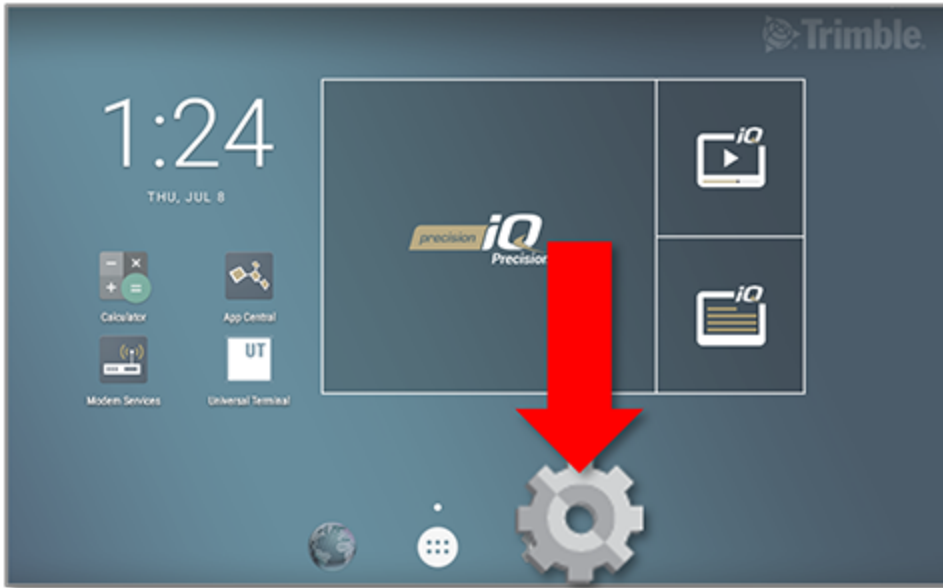 Trimble.
1:24
THU, JUL 8
precision iQ
Precision
iQ
iQ
Calculator
App Central
UT
Modem Services
Universal Terminal